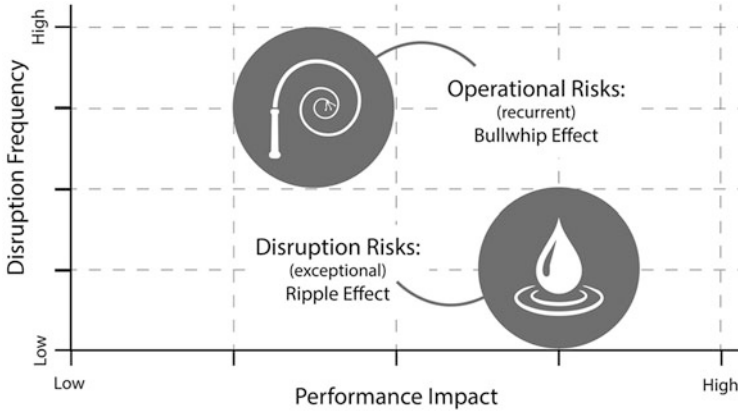 High
Disruption Frequency
Low
Operational Risks:
(recurrent)
Bullwhip Effect
Disruption Risks:
(exceptional)
Ripple Effect
Low
Performance Impact
High